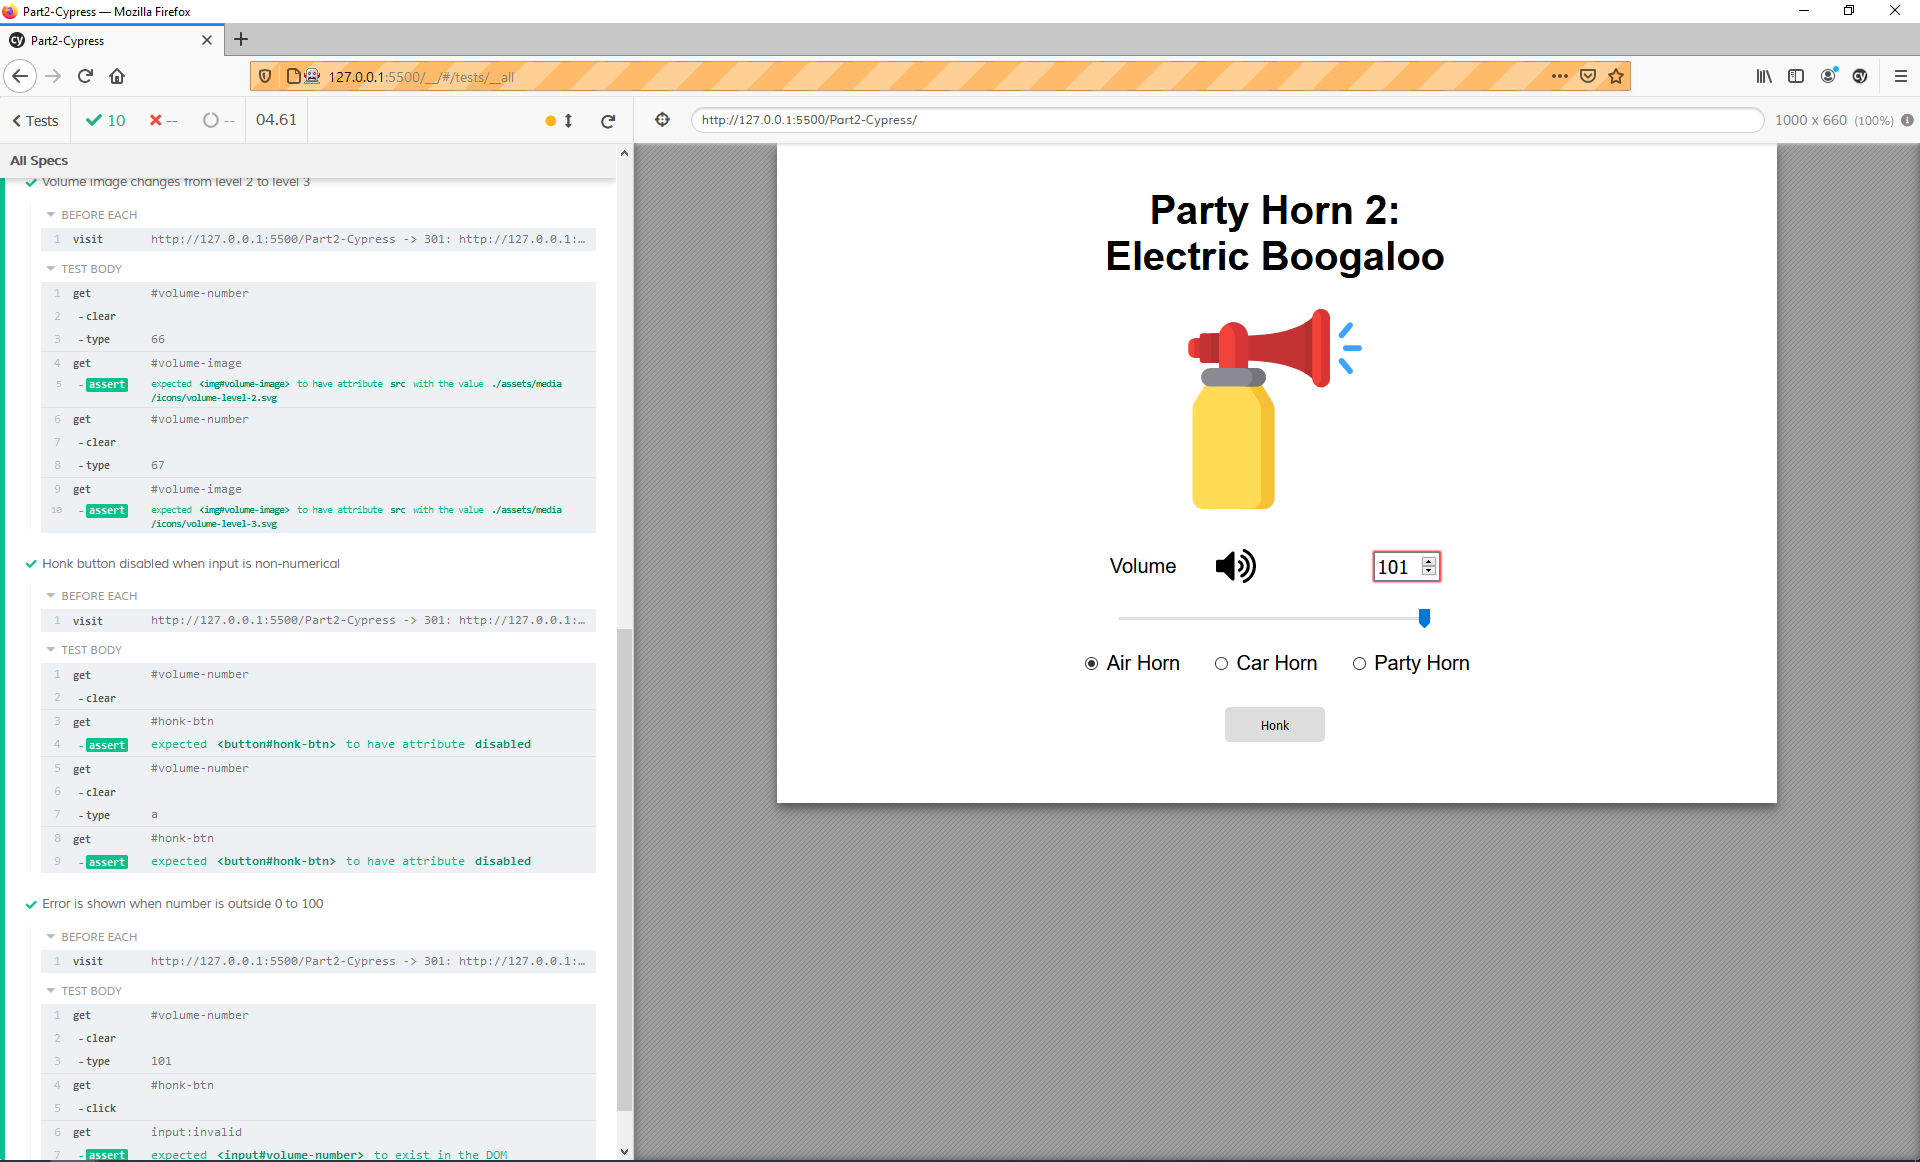 Part2-Cypress — Mozilla Firefox
cy Part2-Cypress
127.0.0.1:5500/__/#/tests/__all
cy
Tests 10 -- -- 04.61
http://127.0.0.1:5500/Part2-Cypress/ 1000 x 660 (100%)
All Specs
Volume image changes from level 2 to level 3
BEFORE EACH
1 visit http://127.0.0.1:5500/Part2-Cypress -> 301: http://127.0.0.1:…
TEST BODY
1 get #volume-number
2 -clear
3 -type 66
4 get #volume-image
5 -assert expected <img#volume-image> to have attribute src with the value ./assets/media
/icons/volume-level-2.svg
6 get #volume-number
7 -clear
8 -type 67
9 get #volume-image
10 -assert expected <img#volume-image> to have attribute src with the value ./assets/media
/icons/volume-level-3.svg
Honk button disabled when input is non-numerical
BEFORE EACH
1 visit http://127.0.0.1:5500/Part2-Cypress -> 301: http://127.0.0.1:…
TEST BODY
1 get #volume-number
2 -clear
3 get #honk-btn
4 -assert expected <button#honk-btn> to have attribute disabled
5 get #volume-number
6 -clear
7 -type a
8 get #honk-btn
9 -assert expected <button#honk-btn> to have attribute disabled
Error is shown when number is outside 0 to 100
BEFORE EACH
1 visit http://127.0.0.1:5500/Part2-Cypress -> 301: http://127.0.0.1:…
TEST BODY
1 get #volume-number
2 -clear
3 -type 101
4 get #honk-btn
5 -click
6 get input:invalid
7 -assert expected <input#volume-number> to exist in the DOM
Party Horn 2:
Electric Boogaloo
Volume 101
Air Horn Car Horn Party Horn
Honk